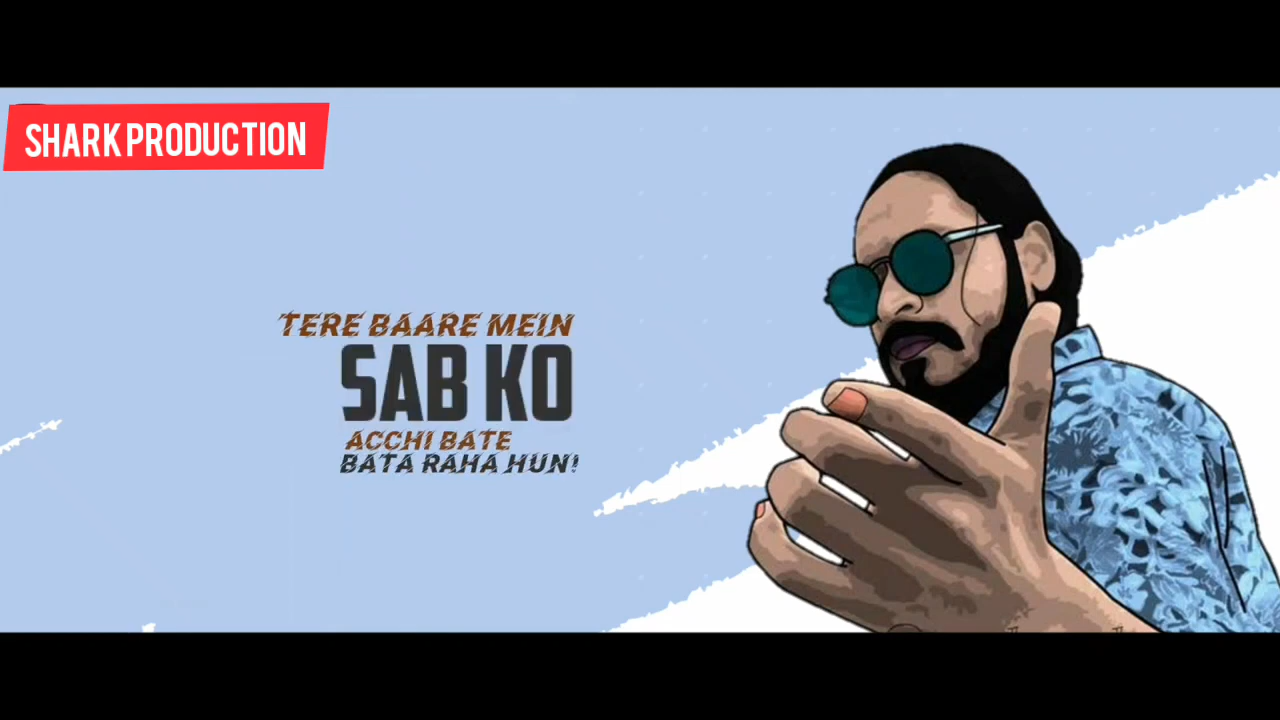 SHARK PRODUCTION
TERE BAARE MEIN
SAB KO
ACCHI BATE
BATA RAHA HUN!